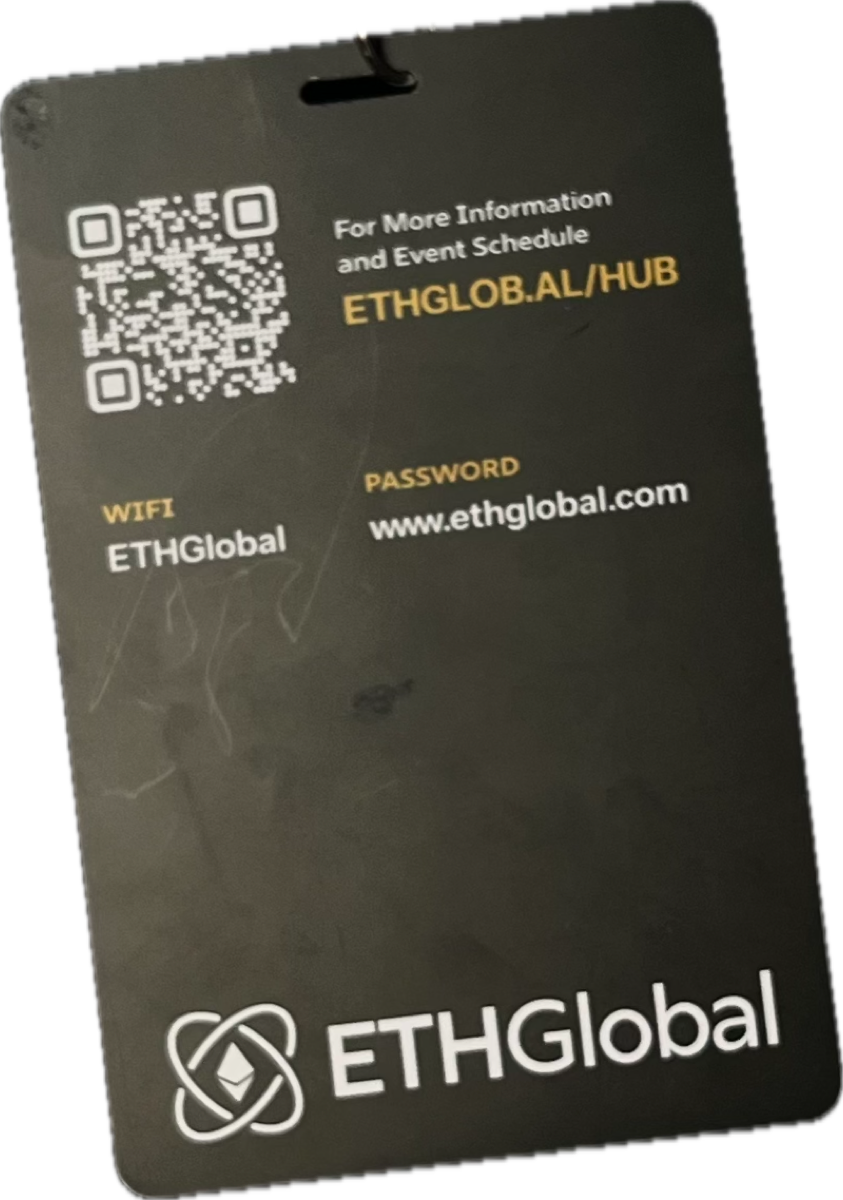 For More Information
and Event Schedule
ETHGLOB.AL/HUB
WIFI
ETHGlobal
PASSWORD
www.ethglobal.com
ETHGlobal